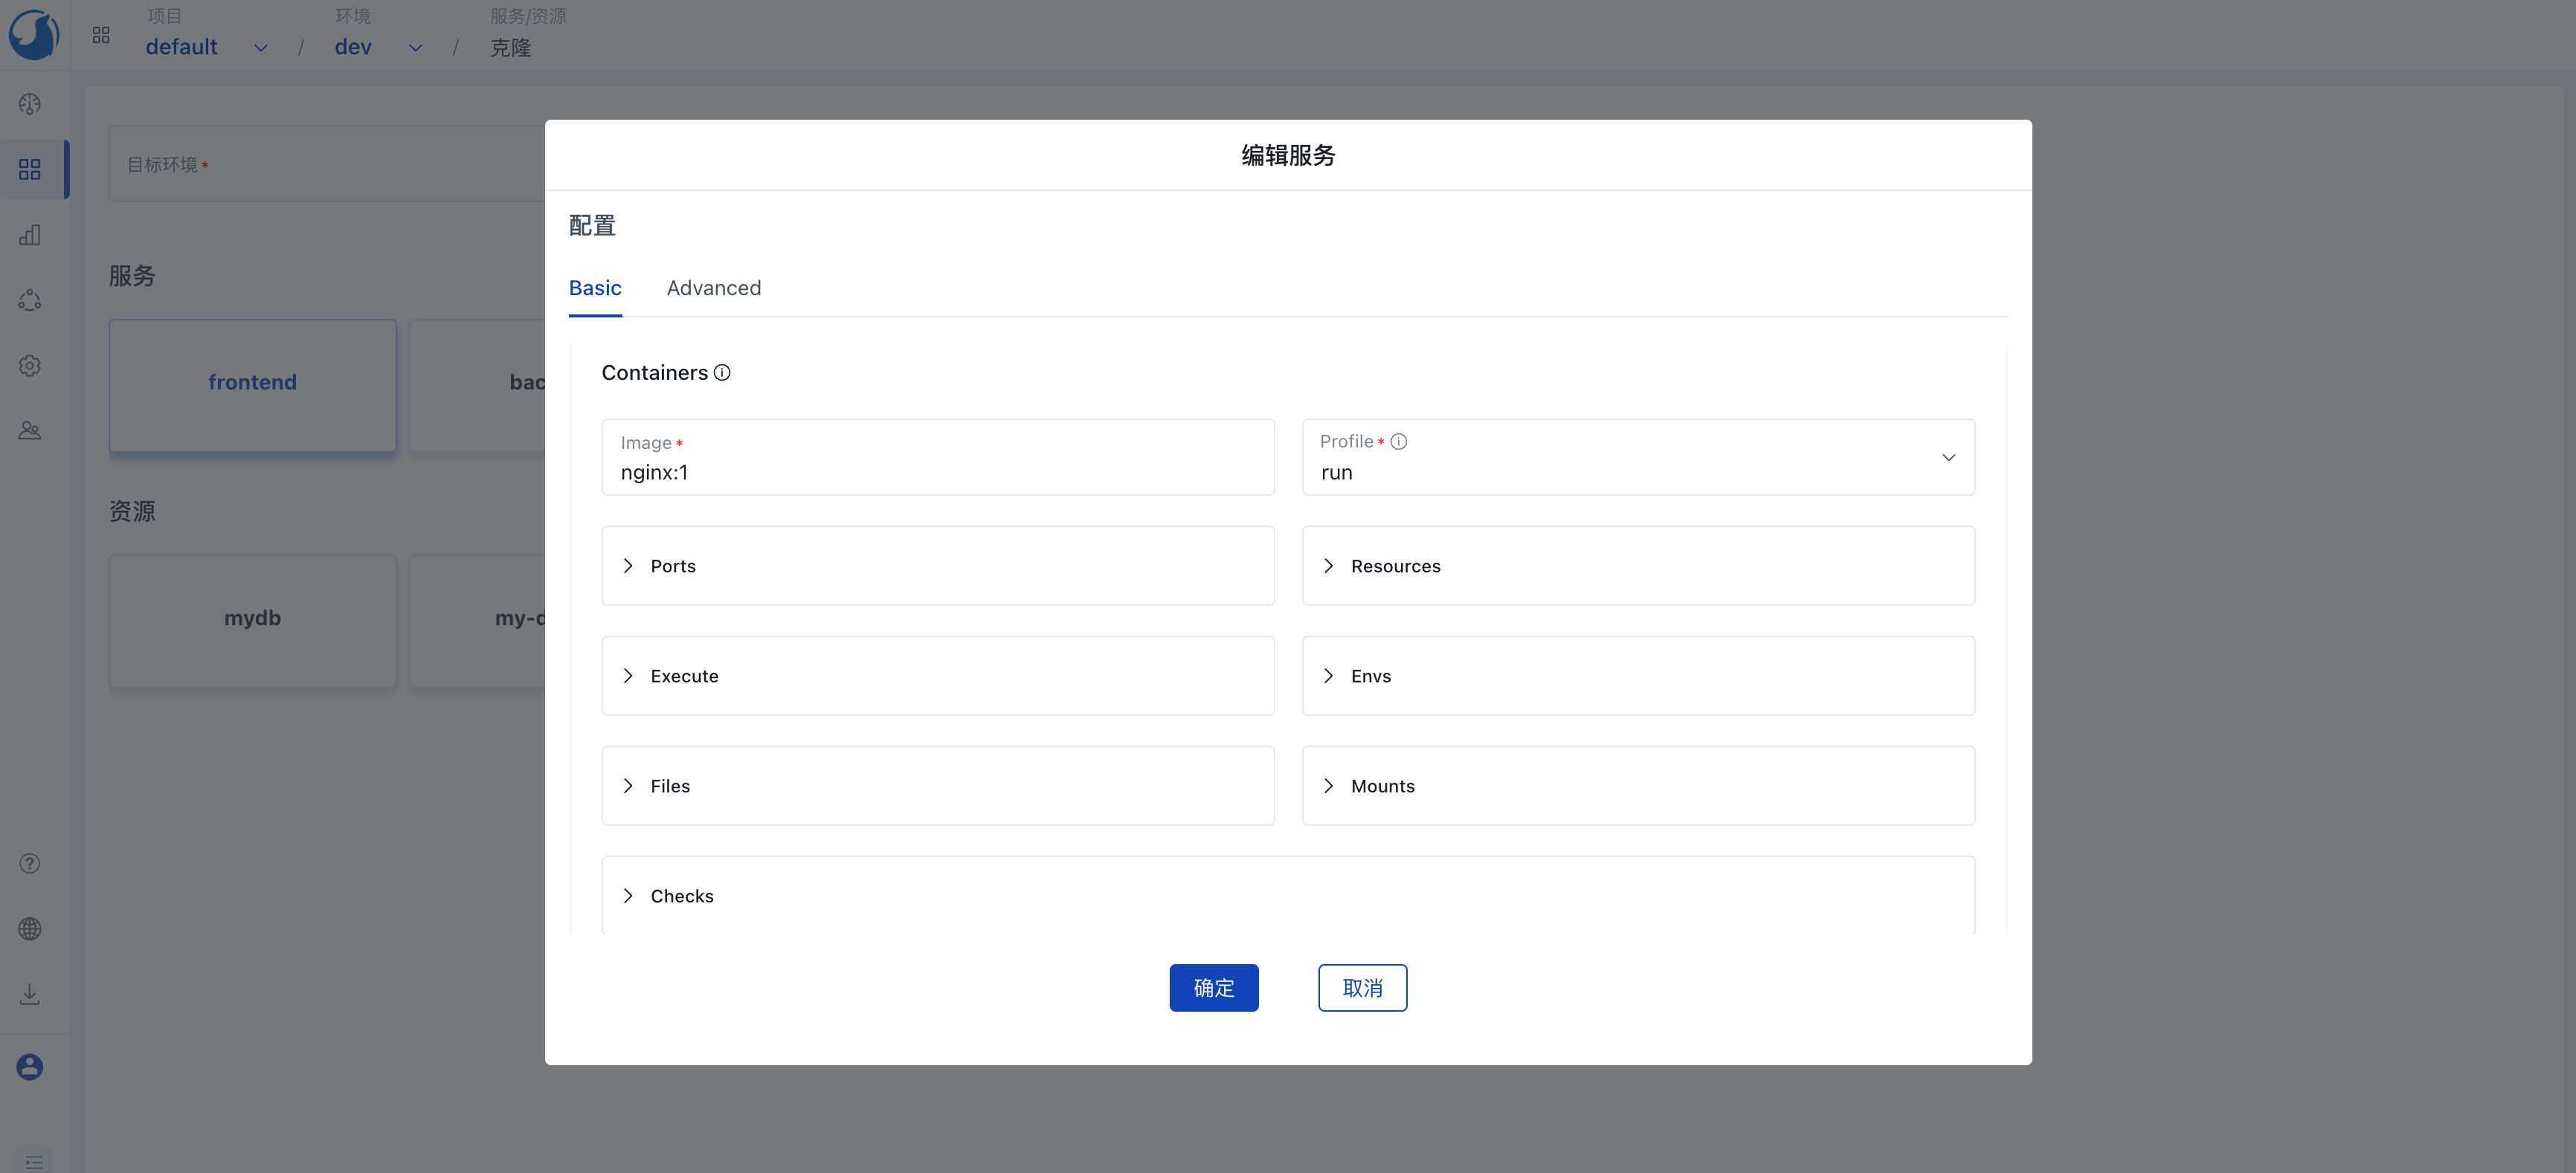 项目
default
/
环境
dev
/
服务/资源
克隆
目标环境 *
服务
frontend
资源
mydb
编辑服务
配置
Basic
Advanced
Containers
Image *
nginx:1
Profile *
run
Ports
Resources
Execute
Envs
Files
Mounts
Checks
确定
取消